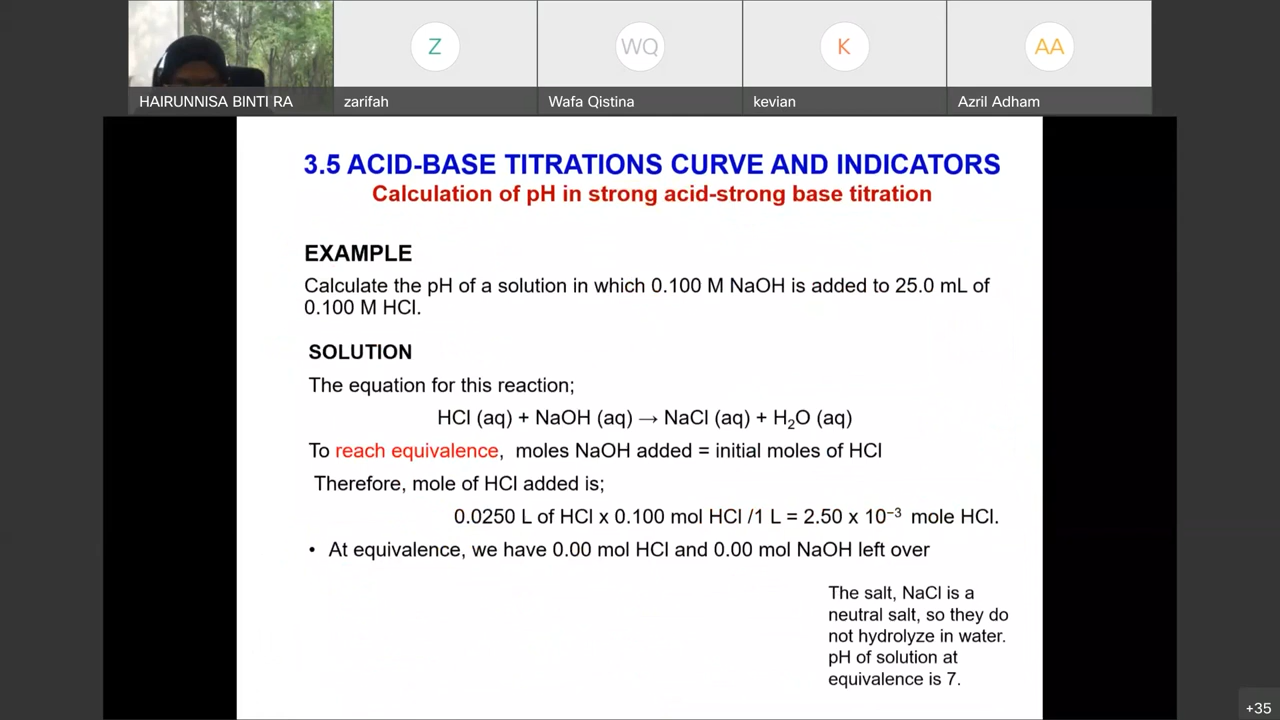 Z
WQ
K
AA
HAIRUNNISA BINTI RA
zarifah
Wafa Qistina
kevian
Azril Adham
3.5 ACID-BASE TITRATIONS CURVE AND INDICATORS
Calculation of pH in strong acid-strong base titration
EXAMPLE
Calculate the pH of a solution in which 0.100 M NaOH is added to 25.0 mL of
0.100 M HCl.
SOLUTION
The equation for this reaction;
HCl (aq) + NaOH (aq) → NaCl (aq) + H₂O (aq)
To reach equivalence, moles NaOH added = initial moles of HCl
Therefore, mole of HCl added is;
0.0250 L of HCl x 0.100 mol HCl /1 L = 2.50 x 10⁻³ mole HCl.
• At equivalence, we have 0.00 mol HCl and 0.00 mol NaOH left over
The salt, NaCl is a
neutral salt, so they do
not hydrolyze in water.
pH of solution at
equivalence is 7.
+35